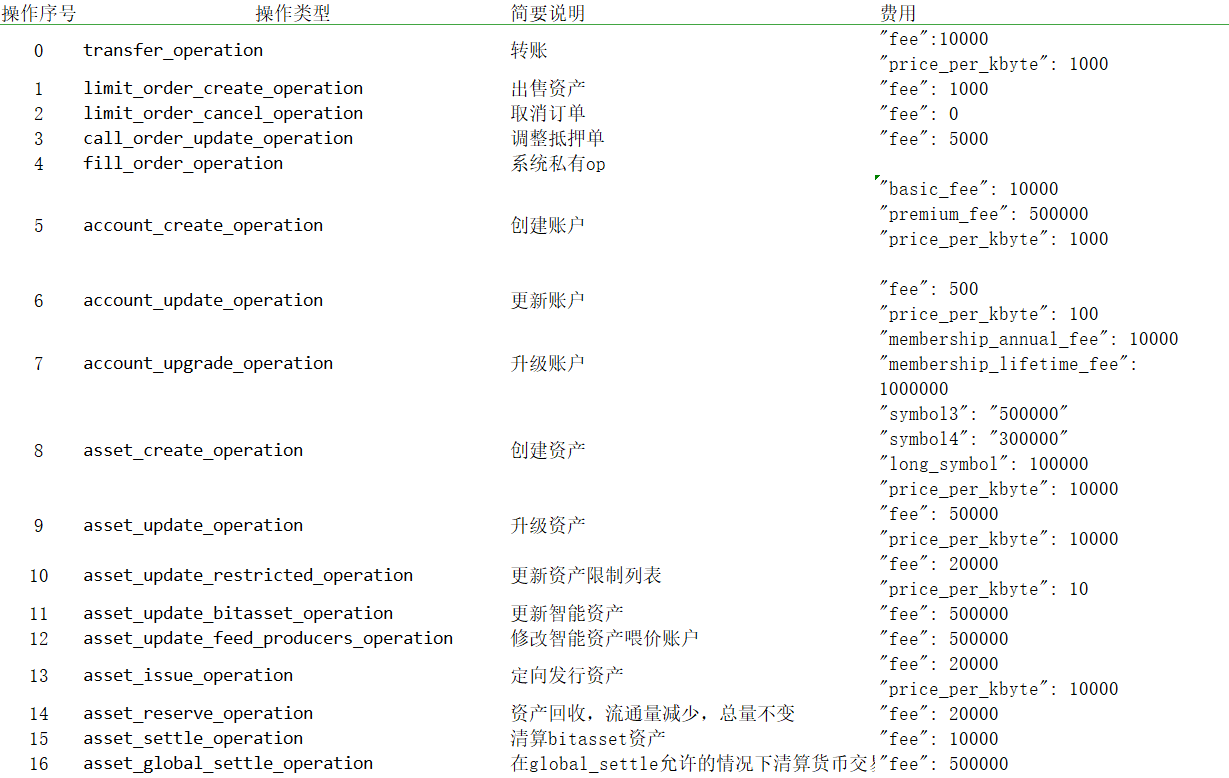 操作序号 操作类型 简要说明 费用
0 transfer_operation 转账 "fee":10000
"price_per_kbyte": 1000
1 limit_order_create_operation 出售资产 "fee": 1000
2 limit_order_cancel_operation 取消订单 "fee": 0
3 call_order_update_operation 调整抵押单 "fee": 5000
4 fill_order_operation 系统私有op
5 account_create_operation 创建账户 "basic_fee": 10000
"premium_fee": 500000
"price_per_kbyte": 1000
6 account_update_operation 更新账户 "fee": 500
"price_per_kbyte": 100
7 account_upgrade_operation 升级账户 "membership_annual_fee": 10000
"membership_lifetime_fee":
1000000
8 asset_create_operation 创建资产 "symbol3": "500000"
"symbol4": "300000"
"long_symbol": 100000
"price_per_kbyte": 10000
9 asset_update_operation 升级资产 "fee": 50000
"price_per_kbyte": 10000
10 asset_update_restricted_operation 更新资产限制列表 "fee": 20000
"price_per_kbyte": 10
11 asset_update_bitasset_operation 更新智能资产 "fee": 500000
12 asset_update_feed_producers_operation 修改智能资产喂价账户 "fee": 500000
13 asset_issue_operation 定向发行资产 "fee": 20000
"price_per_kbyte": 10000
14 asset_reserve_operation 资产回收，流通量减少，总量不变 "fee": 20000
15 asset_settle_operation 清算bitasset资产 "fee": 10000
16 asset_global_settle_operation 在global_settle允许的情况下清算货币交 "fee": 500000